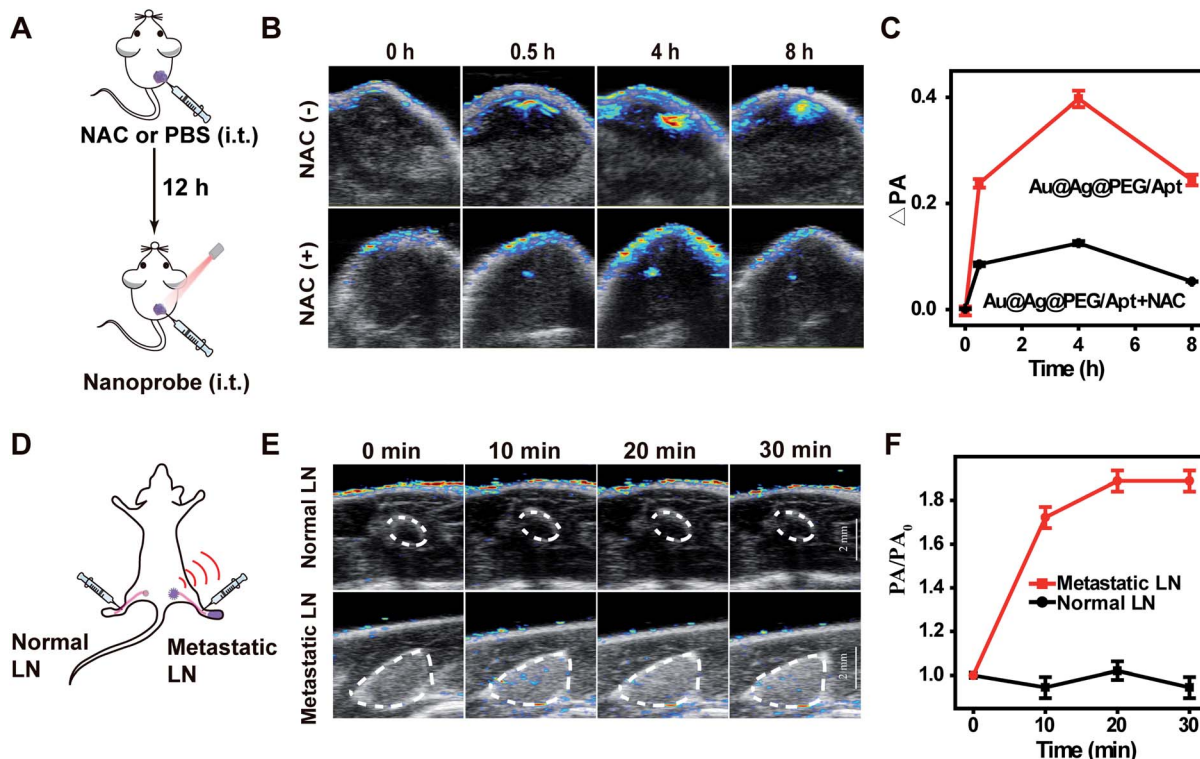 A
NAC or PBS (i.t.)
12 h
Nanoprobe (i.t.)
B
0 h 0.5 h 4 h 8 h
NAC (-)
NAC (+)
C
△PA
0.4
0.2
0.0
Au@Ag@PEG/Apt
Au@Ag@PEG/Apt+NAC
0 2 4 6 8
Time (h)
D
Normal
LN
Metastatic
LN
E
0 min 10 min 20 min 30 min
Normal LN
2 mm
Metastatic LN
2 mm
F
PA/PA₀
1.8
1.6
1.4
1.2
1.0
Metastatic LN
Normal LN
0 10 20 30
Time (min)